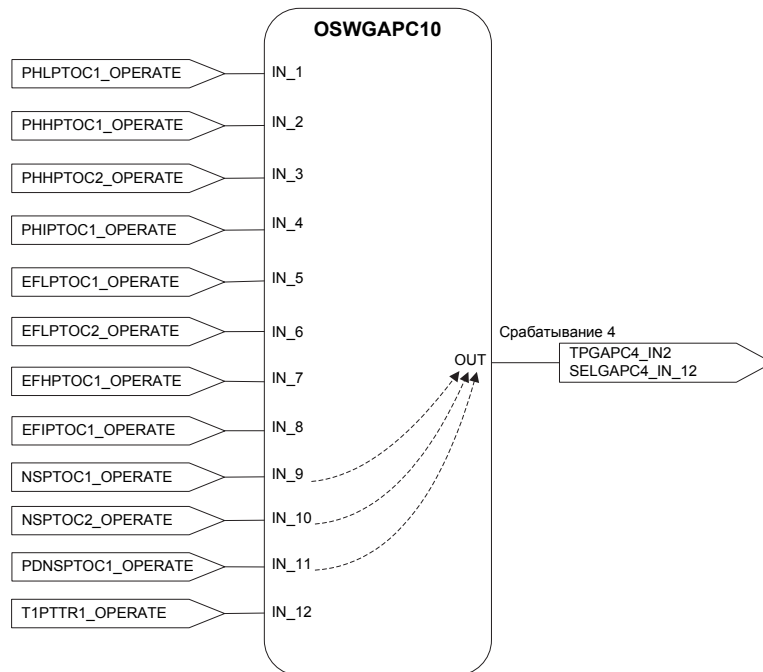 OSWGAPC10
PHLPTOC1_OPERATE
IN_1
PHHPTOC1_OPERATE
IN_2
PHHPTOC2_OPERATE
IN_3
PHIPTOC1_OPERATE
IN_4
EFLPTOC1_OPERATE
IN_5
EFLPTOC2_OPERATE
IN_6
EFHPTOC1_OPERATE
IN_7
EFIPTOC1_OPERATE
IN_8
NSPTOC1_OPERATE
IN_9
NSPTOC2_OPERATE
IN_10
PDNSPTOC1_OPERATE
IN_11
T1PTTR1_OPERATE
IN_12
OUT
Срабатывание 4
TPGAPC4_IN2
SELGAPC4_IN_12